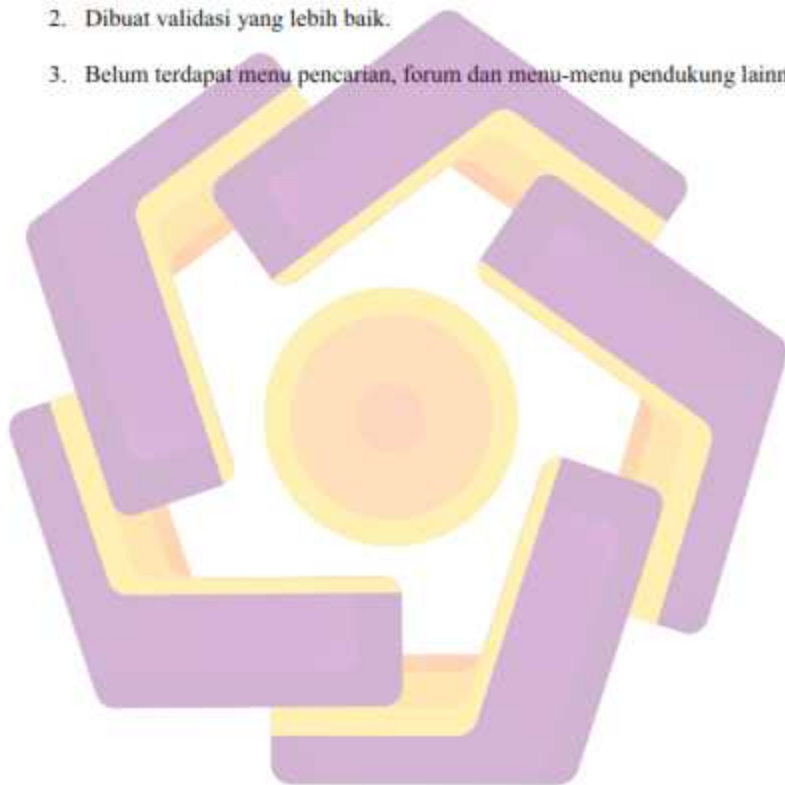 2. Dibuat validasi yang lebih baik.
3. Belum terdapat menu pencarian, forum dan menu-menu pendukung